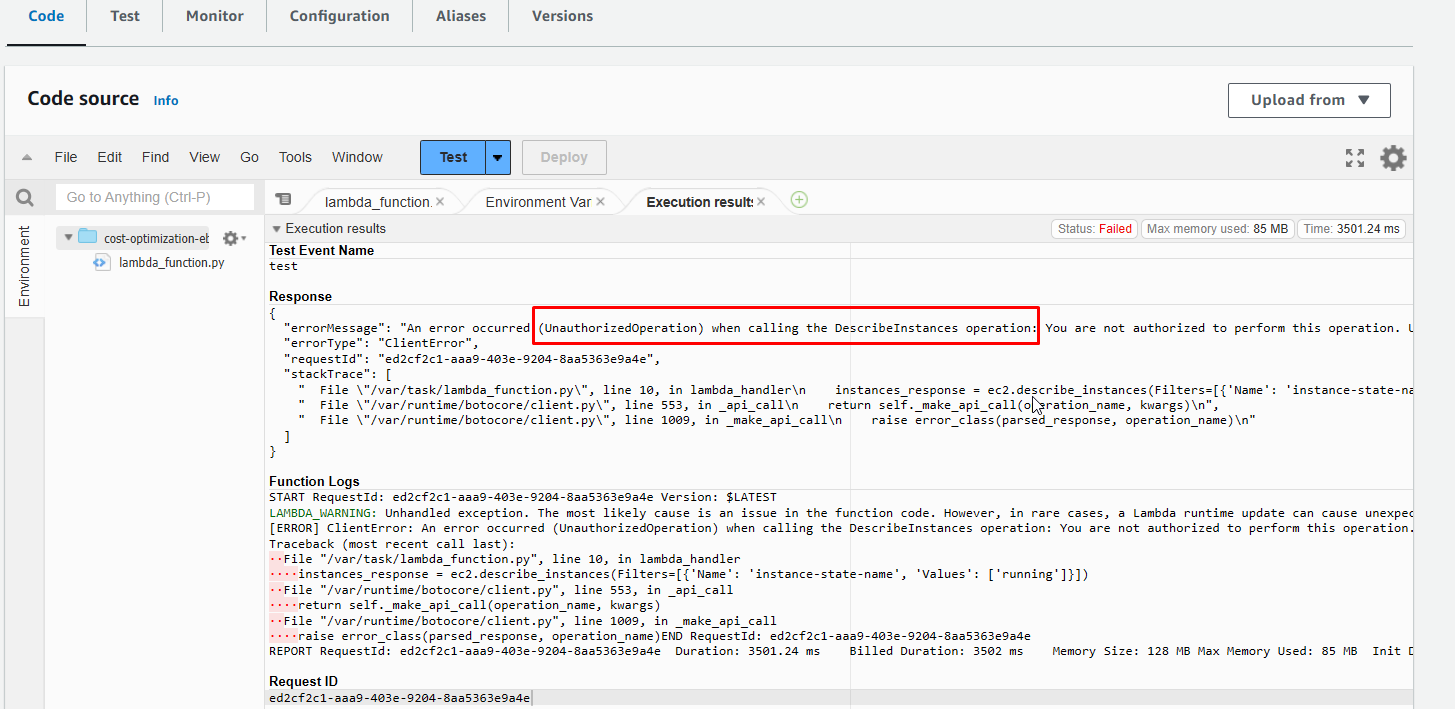 Code Test Monitor Configuration Aliases Versions
Code source Info
Upload from
File Edit Find View Go Tools Window Test Deploy
Go to Anything (Ctrl-P)
lambda_function. Environment Var Execution results
Environment
cost-optimization-eb
lambda_function.py
Execution results
Status: Failed Max memory used: 85 MB Time: 3501.24 ms
Test Event Name
test
Response
{
"errorMessage": "An error occurred (UnauthorizedOperation) when calling the DescribeInstances operation: You are not authorized to perform this operation. U
"errorType": "ClientError",
"requestId": "ed2cf2c1-aaa9-403e-9204-8aa5363e9a4e",
"stackTrace": [
"  File \"/var/task/lambda_function.py\", line 10, in lambda_handler\n    instances_response = ec2.describe_instances(Filters=[{'Name': 'instance-state-na
"  File \"/var/runtime/botocore/client.py\", line 553, in _api_call\n    return self._make_api_call(operation_name, kwargs)\n",
"  File \"/var/runtime/botocore/client.py\", line 1009, in _make_api_call\n    raise error_class(parsed_response, operation_name)\n"
]
}
Function Logs
START RequestId: ed2cf2c1-aaa9-403e-9204-8aa5363e9a4e Version: $LATEST
LAMBDA_WARNING: Unhandled exception. The most likely cause is an issue in the function code. However, in rare cases, a Lambda runtime update can cause unexpec
[ERROR] ClientError: An error occurred (UnauthorizedOperation) when calling the DescribeInstances operation: You are not authorized to perform this operation.
Traceback (most recent call last):
··File "/var/task/lambda_function.py", line 10, in lambda_handler
····instances_response = ec2.describe_instances(Filters=[{'Name': 'instance-state-name', 'Values': ['running']}])
··File "/var/runtime/botocore/client.py", line 553, in _api_call
····return self._make_api_call(operation_name, kwargs)
··File "/var/runtime/botocore/client.py", line 1009, in _make_api_call
····raise error_class(parsed_response, operation_name)END RequestId: ed2cf2c1-aaa9-403e-9204-8aa5363e9a4e
REPORT RequestId: ed2cf2c1-aaa9-403e-9204-8aa5363e9a4e Duration: 3501.24 ms Billed Duration: 3502 ms Memory Size: 128 MB Max Memory Used: 85 MB Init D
Request ID
ed2cf2c1-aaa9-403e-9204-8aa5363e9a4e